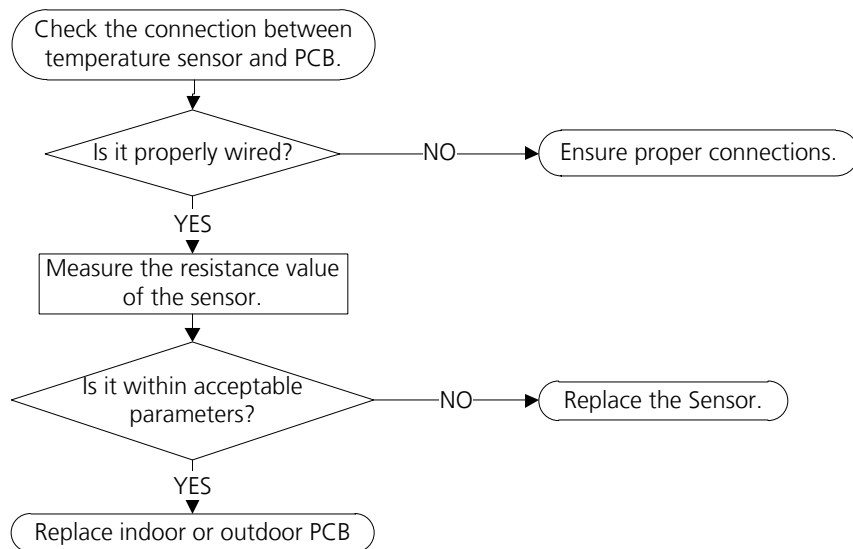 Check the connection between
temperature sensor and PCB.
Is it properly wired?
NO
Ensure proper connections.
YES
Measure the resistance value
of the sensor.
Is it within acceptable
parameters?
NO
Replace the Sensor.
YES
Replace indoor or outdoor PCB